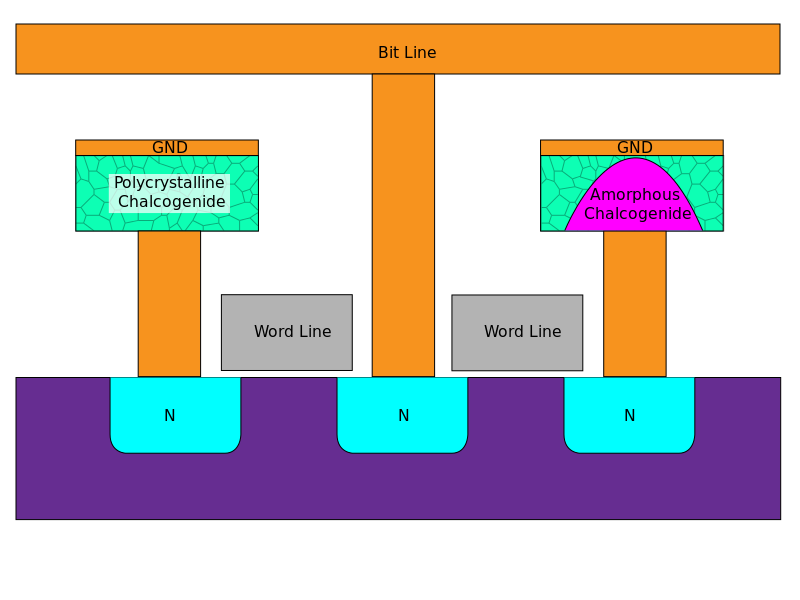 Bit Line
GND
GND
Polycrystalline
Chalcogenide
Amorphous
Chalcogenide
Word Line
Word Line
N
N
N